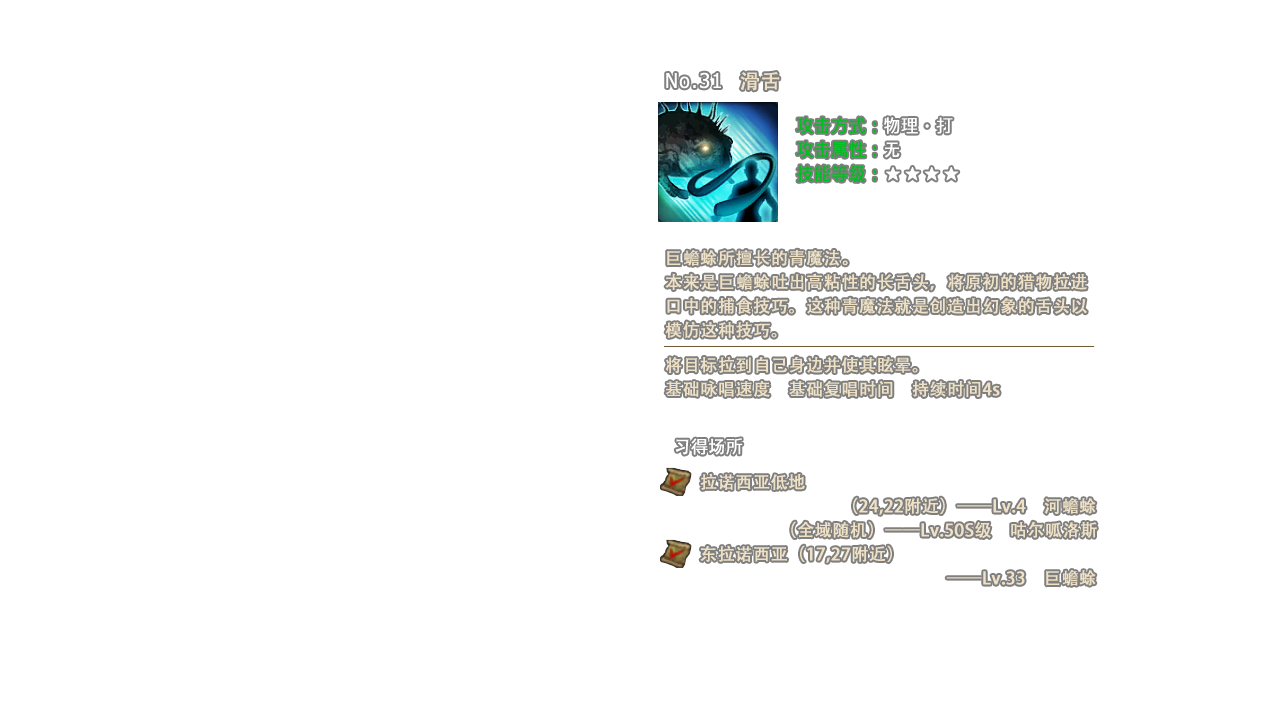 No.31 滑舌
攻击方式：物理·打
攻击属性：无
技能等级：☆☆☆☆
巨蟾蜍所擅长的青魔法。
本来是巨蟾蜍吐出高粘性的长舌头，将原初的猎物拉进
口中的捕食技巧。这种青魔法就是创造出幻象的舌头以
模仿这种技巧。
将目标拉到自己身边并使其眩晕。
基础咏唱速度 基础复唱时间 持续时间4s
习得场所
拉诺西亚低地
（24,22附近）——Lv.4 河蟾蜍
（全域随机）——Lv.50S级 咕尔呱洛斯
东拉诺西亚（17,27附近）
——Lv.33 巨蟾蜍